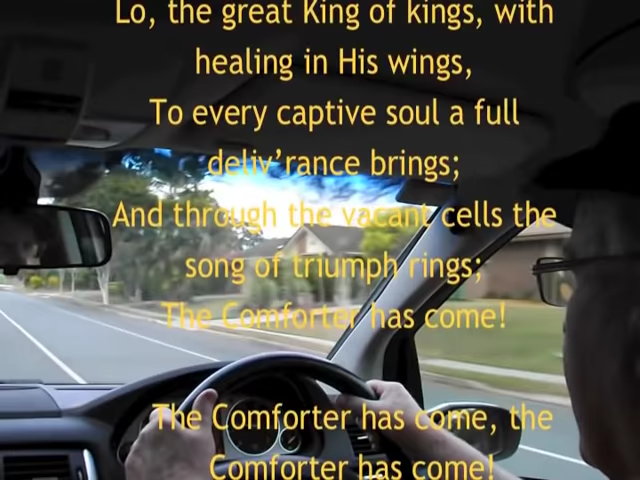 Lo, the great King of kings, with
healing in His wings,
To every captive soul a full
deliv’rance brings;
And through the vacant cells the
song of triumph rings;
The Comforter has come!
The Comforter has come, the
Comforter has come!